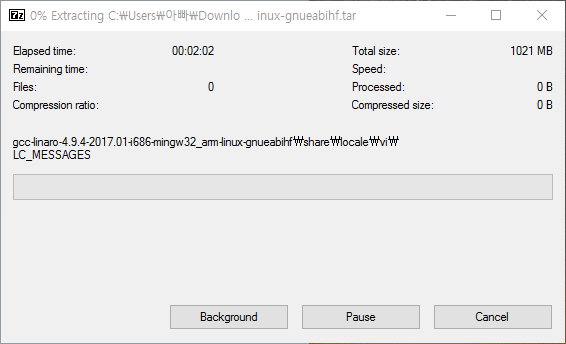 7z 0% Extracting C:₩Users₩아빠₩Downlo ... inux-gnueabihf.tar
Elapsed time: 00:02:02 Total size: 1021 MB
Remaining time: Speed:
Files: 0 Processed: 0 B
Compression ratio: Compressed size: 0 B
gcc-linaro-4.9.4-2017.01-i686-mingw32_arm-linux-gnueabihf₩share₩locale₩vi₩
LC_MESSAGES
Background Pause Cancel